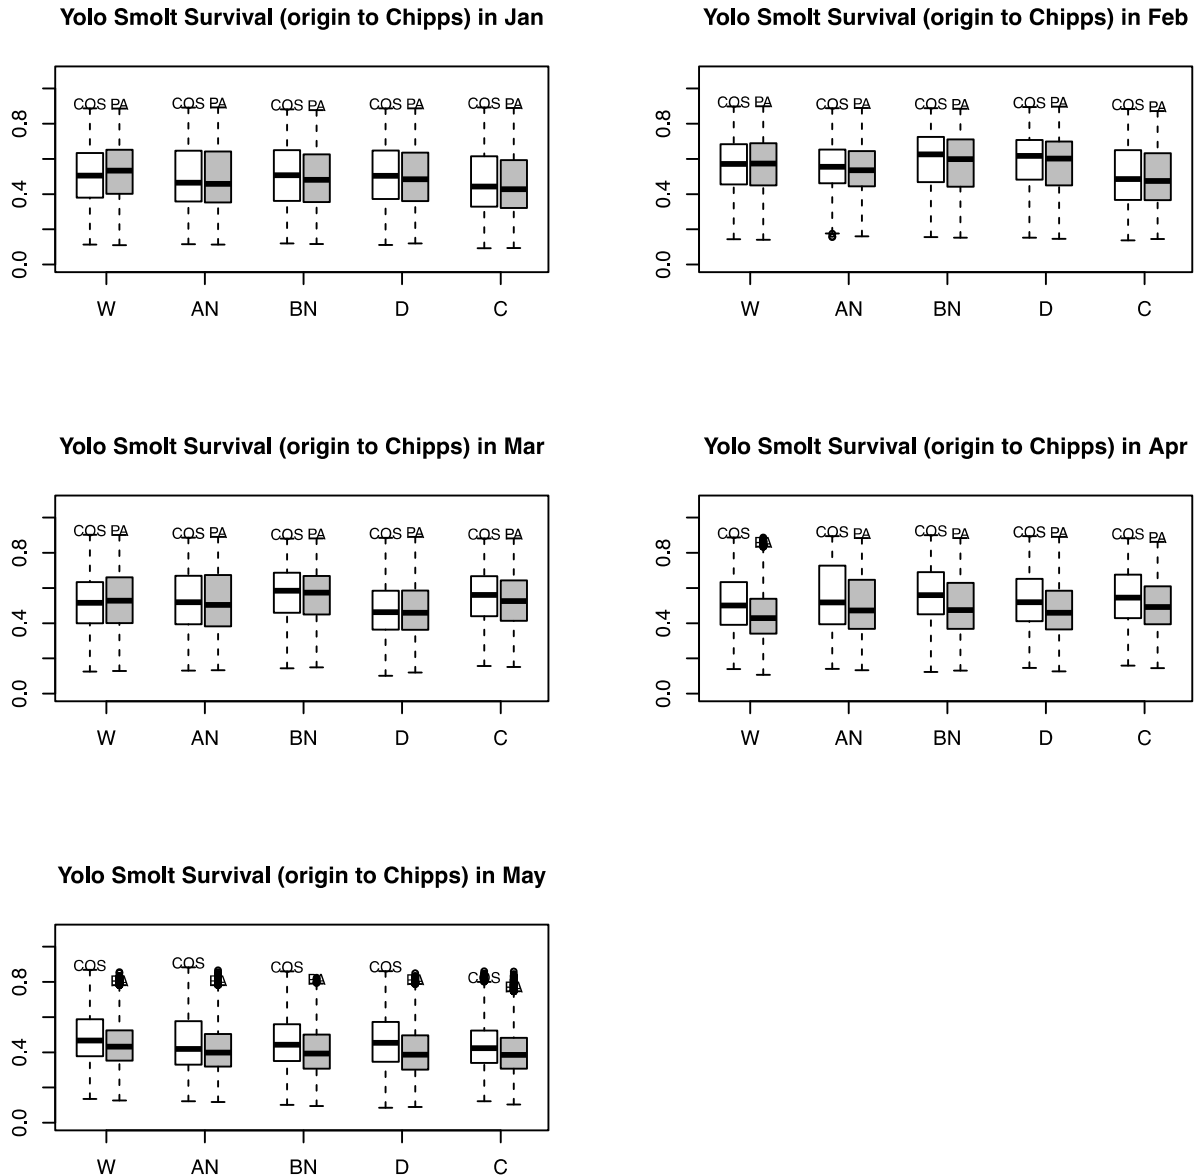 Yolo Smolt Survival (origin to Chipps) in Jan
COS PA COS PA COS PA COS PA COS PA
0.0 0.4 0.8
W AN BN D C
Yolo Smolt Survival (origin to Chipps) in Feb
COS PA COS PA COS PA COS PA COS PA
0.0 0.4 0.8
W AN BN D C
Yolo Smolt Survival (origin to Chipps) in Mar
COS PA COS PA COS PA COS PA COS PA
0.0 0.4 0.8
W AN BN D C
Yolo Smolt Survival (origin to Chipps) in Apr
COS PA COS PA COS PA COS PA COS PA
0.0 0.4 0.8
W AN BN D C
Yolo Smolt Survival (origin to Chipps) in May
COS PA COS PA COS PA COS PA COS PA
0.0 0.4 0.8
W AN BN D C